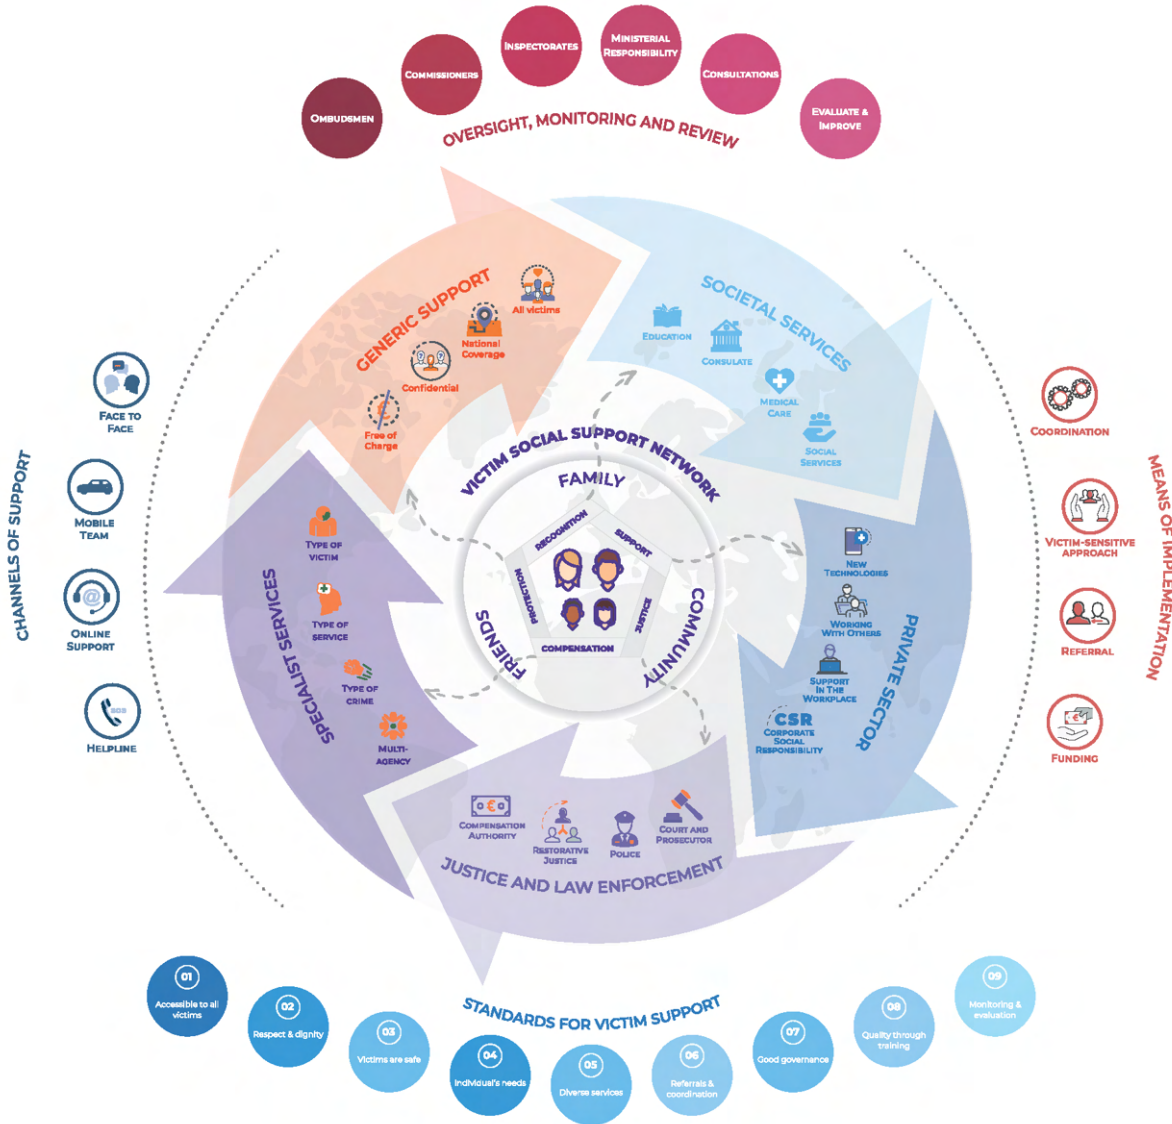 OMBUDSMEN
COMMISSIONERS
INSPECTORATES
MINISTERIAL
RESPONSIBILITY
CONSULTATIONS
EVALUATE &
IMPROVE
OVERSIGHT, MONITORING AND REVIEW
GENERIC SUPPORT
All victims
National
Coverage
Confidential
Free of
Charge
SOCIETAL SERVICES
EDUCATION
CONSULATE
MEDICAL
CARE
SOCIAL
SERVICES
CHANNELS OF SUPPORT
FACE TO
FACE
MOBILE
TEAM
@
ONLINE
SUPPORT
SOS
HELPLINE
VICTIM SOCIAL SUPPORT NETWORK
FAMILY
COMMUNITY
FRIENDS
RECOGNITION
SUPPORT
JUSTICE
COMPENSATION
PROTECTION
MEANS OF IMPLEMENTATION
COORDINATION
VICTIM-SENSITIVE
APPROACH
REFERRAL
FUNDING
SPECIALIST SERVICES
TYPE OF
VICTIM
TYPE OF
SERVICE
TYPE OF
CRIME
MULTI-
AGENCY
PRIVATE SECTOR
NEW
TECHNOLOGIES
WORKING
WITH OTHERS
SUPPORT
IN THE
WORKPLACE
CSR
CORPORATE
SOCIAL
RESPONSIBILITY
COMPENSATION
AUTHORITY
RESTORATIVE
JUSTICE
POLICE
COURT AND
PROSECUTOR
JUSTICE AND LAW ENFORCEMENT
STANDARDS FOR VICTIM SUPPORT
01
Accessible to all
victims
02
Respect & dignity
03
Victims are safe
04
Individual's needs
05
Diverse services
06
Referrals &
coordination
07
Good governance
08
Quality through
training
09
Monitoring &
evaluation